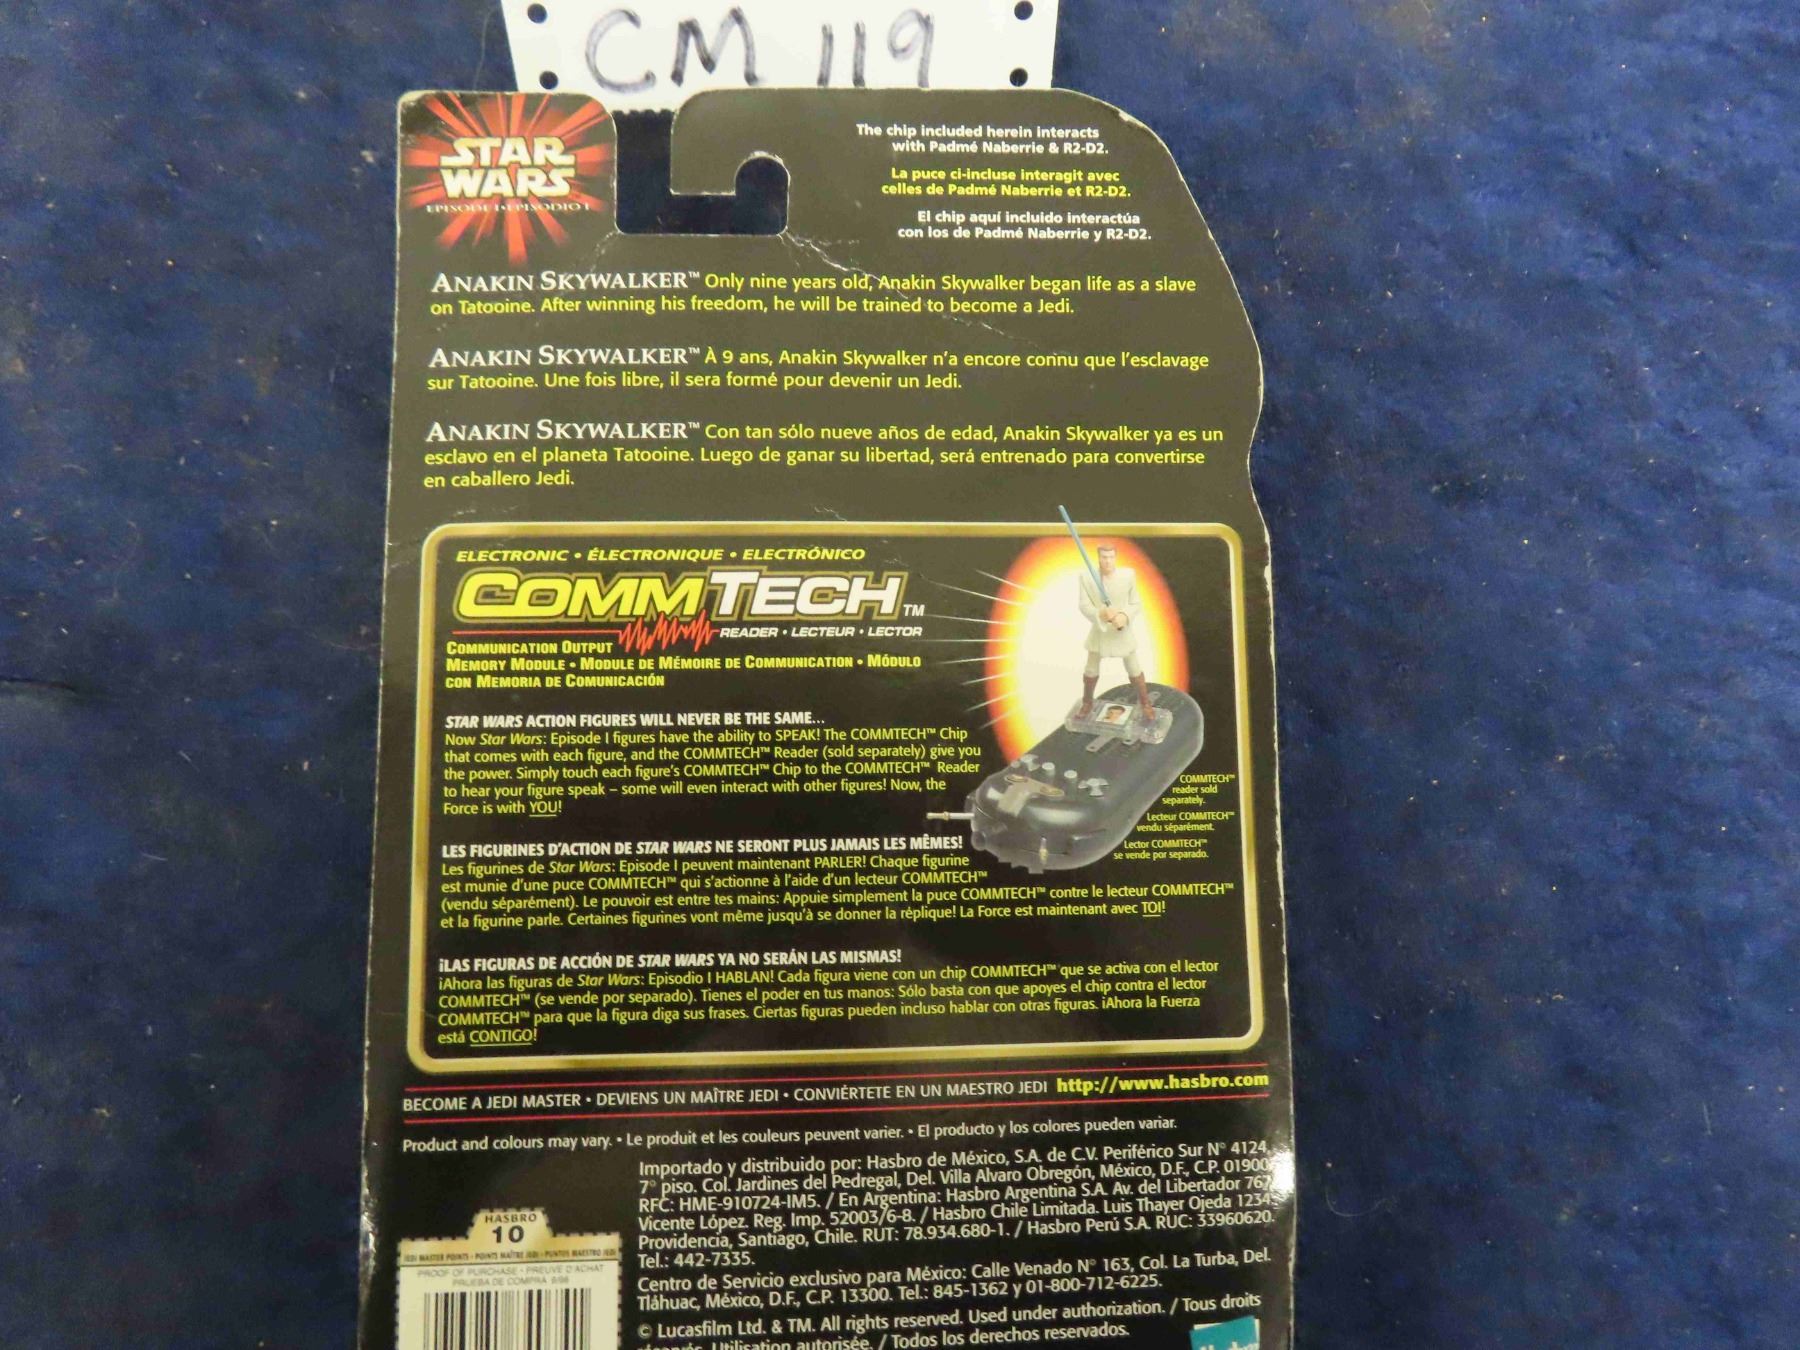 CM 119
STAR
WARS
EPISODE I • EPISODIO I
The chip included herein interacts
with Padmé Naberrie & R2-D2.
La puce ci-incluse interagit avec
celles de Padmé Naberrie et R2-D2.
El chip aquí incluido interactúa
con los de Padmé Naberrie y R2-D2.
ANAKIN SKYWALKER™ Only nine years old, Anakin Skywalker began life as a slave
on Tatooine. After winning his freedom, he will be trained to become a Jedi.
ANAKIN SKYWALKER™ À 9 ans, Anakin Skywalker n'a encore connu que l'esclavage
sur Tatooine. Une fois libre, il sera formé pour devenir un Jedi.
ANAKIN SKYWALKER™ Con tan sólo nueve años de edad, Anakin Skywalker ya es un
esclavo en el planeta Tatooine. Luego de ganar su libertad, será entrenado para convertirse
en caballero Jedi.
ELECTRONIC • ÉLECTRONIQUE • ELECTRÓNICO
COMMTECH™
READER • LECTEUR • LECTOR
COMMUNICATION OUTPUT
MEMORY MODULE • MODULE DE MÉMOIRE DE COMMUNICATION • MÓDULO
CON MEMORIA DE COMUNICACIÓN
STAR WARS ACTION FIGURES WILL NEVER BE THE SAME...
Now Star Wars: Episode I figures have the ability to SPEAK! The COMMTECH™ Chip
that comes with each figure, and the COMMTECH™ Reader (sold separately) give you
the power. Simply touch each figure's COMMTECH™ Chip to the COMMTECH™ Reader
to hear your figure speak – some will even interact with other figures! Now, the
Force is with YOU!
COMMTECH™
reader sold
separately.
Lecteur COMMTECH™
vendu séparément.
Lector COMMTECH™
se vende por separado.
LES FIGURINES D'ACTION DE STAR WARS NE SERONT PLUS JAMAIS LES MÊMES!
Les figurines de Star Wars: Episode I peuvent maintenant PARLER! Chaque figurine
est munie d'une puce COMMTECH™ qui s'actionne à l'aide d'un lecteur COMMTECH™
(vendu séparément). Le pouvoir est entre tes mains: Appuie simplement la puce COMMTECH™ contre le lecteur COMMTECH™
et la figurine parle. Certaines figurines vont même jusqu'à se donner la réplique! La Force est maintenant avec TOI!
¡LAS FIGURAS DE ACCIÓN DE STAR WARS YA NO SERÁN LAS MISMAS!
¡Ahora las figuras de Star Wars: Episodio I HABLAN! Cada figura viene con un chip COMMTECH™ que se activa con el lector
COMMTECH™ (se vende por separado). Tienes el poder en tus manos: Sólo basta con que apoyes el chip contra el lector
COMMTECH™ para que la figura diga sus frases. Ciertas figuras pueden incluso hablar con otras figuras. ¡Ahora la Fuerza
está CONTIGO!
BECOME A JEDI MASTER • DEVIENS UN MAÎTRE JEDI • CONVIÉRTETE EN UN MAESTRO JEDI http://www.hasbro.com
Product and colours may vary. • Le produit et les couleurs peuvent varier. • El producto y los colores pueden variar.
Importado y distribuido por: Hasbro de México, S.A. de C.V. Periférico Sur N° 4124,
7° piso. Col. Jardines del Pedregal, Del. Villa Alvaro Obregón, México, D.F., C.P. 01900
RFC: HME-910724-IM5. / En Argentina: Hasbro Argentina S.A. Av. del Libertador 767
Vicente López. Reg. Imp. 52003/6-8. / Hasbro Chile Limitada. Luis Thayer Ojeda 1234
Providencia, Santiago, Chile. RUT: 78.934.680-1. / Hasbro Perú S.A. RUC: 33960620.
Tel.: 442-7335.
Centro de Servicio exclusivo para México: Calle Venado N° 163, Col. La Turba, Del.
Tláhuac, México, D.F., C.P. 13300. Tel.: 845-1362 y 01-800-712-6225.
© Lucasfilm Ltd. & TM. All rights reserved. Used under authorization. / Tous droits
réservés. Utilisation autorisée. / Todos los derechos reservados.
HASBRO
10
JEDI MASTER POINTS • POINTS MAÎTRE JEDI • PUNTOS MAESTRO JEDI
PROOF OF PURCHASE • PREUVE D'ACHAT
PRUEBA DE COMPRA 9/98